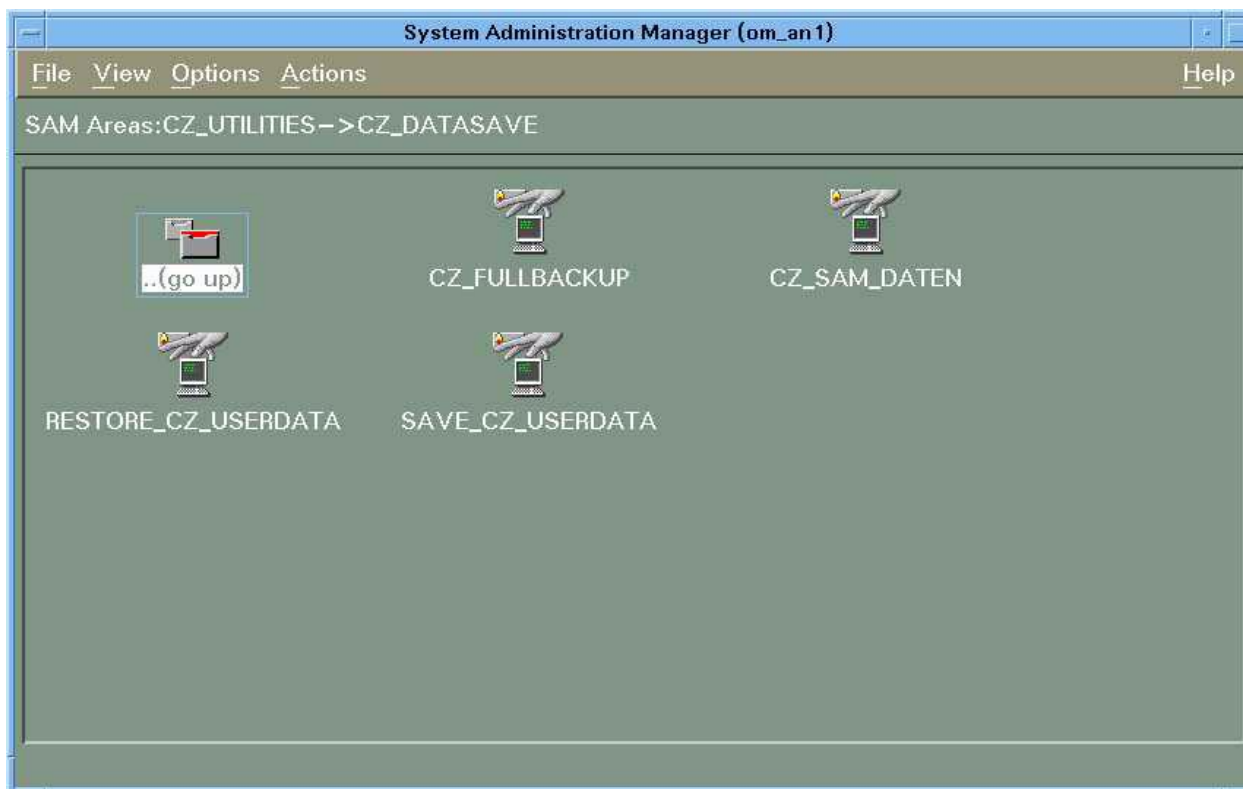 System Administration Manager (om_an1)
File View Options Actions Help
SAM Areas:CZ_UTILITIES->CZ_DATASAVE
..(go up) CZ_FULLBACKUP CZ_SAM_DATEN
RESTORE_CZ_USERDATA SAVE_CZ_USERDATA